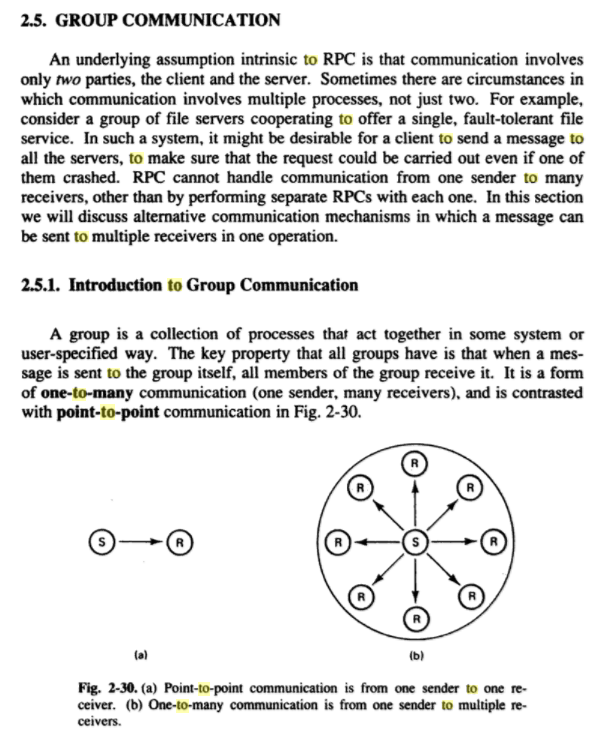 2.5. GROUP COMMUNICATION
An underlying assumption intrinsic to RPC is that communication involves
only two parties, the client and the server. Sometimes there are circumstances in
which communication involves multiple processes, not just two. For example,
consider a group of file servers cooperating to offer a single, fault-tolerant file
service. In such a system, it might be desirable for a client to send a message to
all the servers, to make sure that the request could be carried out even if one of
them crashed. RPC cannot handle communication from one sender to many
receivers, other than by performing separate RPCs with each one. In this section
we will discuss alternative communication mechanisms in which a message can
be sent to multiple receivers in one operation.
2.5.1. Introduction to Group Communication
A group is a collection of processes that act together in some system or
user-specified way. The key property that all groups have is that when a mes-
sage is sent to the group itself, all members of the group receive it. It is a form
of one-to-many communication (one sender, many receivers), and is contrasted
with point-to-point communication in Fig. 2-30.
S
R
R
R
R
R
S
R
R
R
R
(a)
(b)
Fig. 2-30. (a) Point-to-point communication is from one sender to one re-
ceiver. (b) One-to-many communication is from one sender to multiple re-
ceivers.